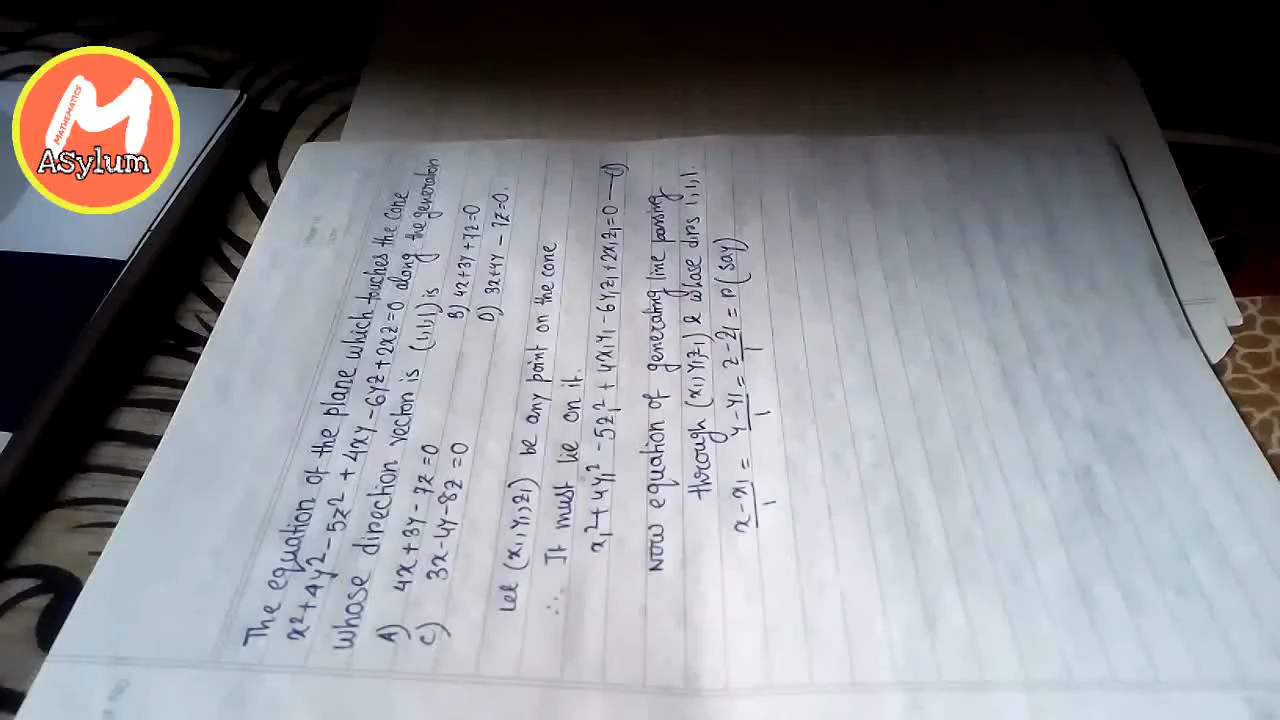 MATHEMATICS
M
Asylum
The equation of the plane which touches the cone
x²+4y²-5z²+4xy-6yz+2xz=0 along the generator
whose direction vector is (1,1,1) is
A) 4x+3y-7z=0 B) 4x+3y+7z=0
C) 3x-4y-8z=0 D) 3x+4y-7z=0.
Let (x₁,y₁,z₁) be any point on the cone
∴ It must lie on it.
x₁²+4y₁²-5z₁²+4x₁y₁-6y₁z₁+2x₁z₁=0 —(1)
Now equation of generating line passing
through (x₁,y₁,z₁) & whose drs 1,1,1.
(x-x₁)/1 = (y-y₁)/1 = (z-z₁)/1 = r (say)